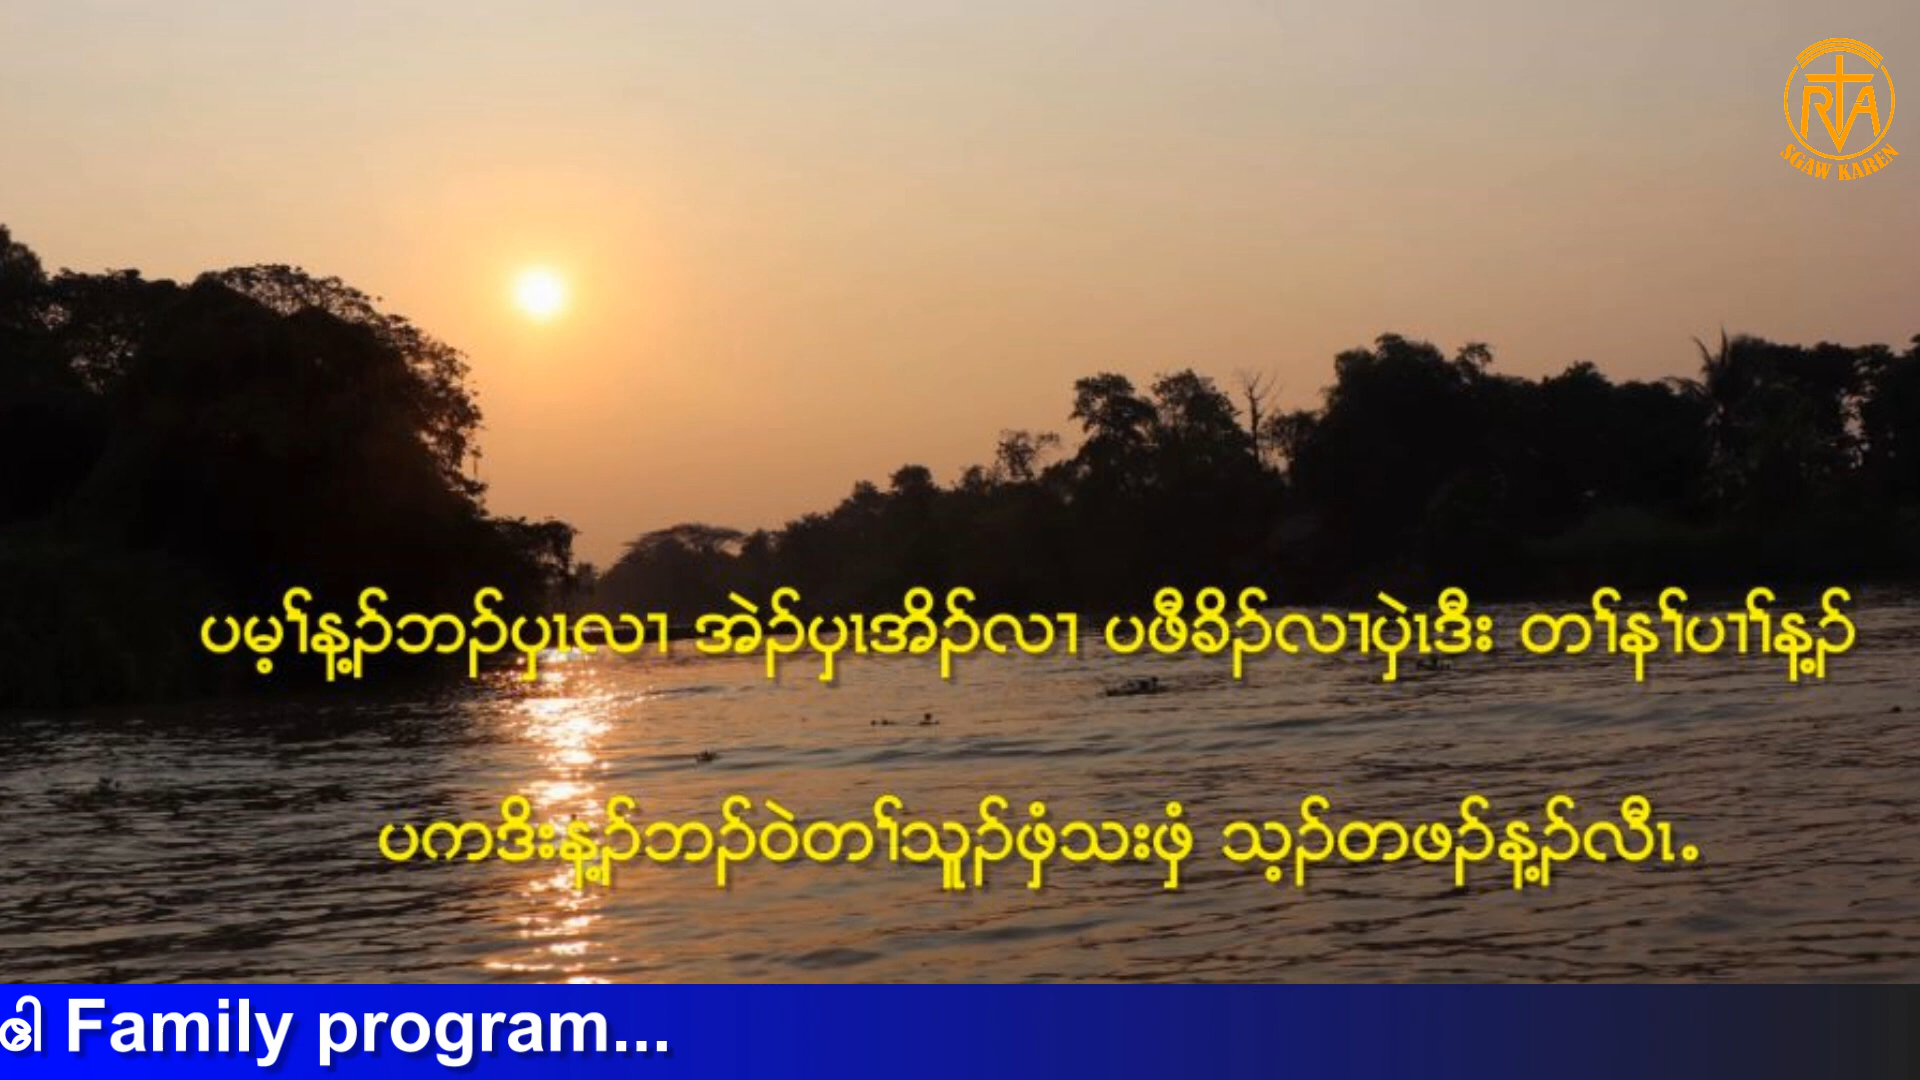 RVA
SGAW KAREN
ပမ့ၢ်န့ၣ်ဘၣ်ပှၤလၢ အဲၣ်ပှၤအိၣ်လၢ ပဖီခိၣ်လၢပှဲၤဒီး တၢ်နၢ်ပၢၢ်န့ၣ်
ပကဒိးန့ၣ်ဘၣ်ဝဲတၢ်သူၣ်ဖှံသးဖှံ သ့ၣ်တဖၣ်န့ၣ်လီၤ.
Family program...